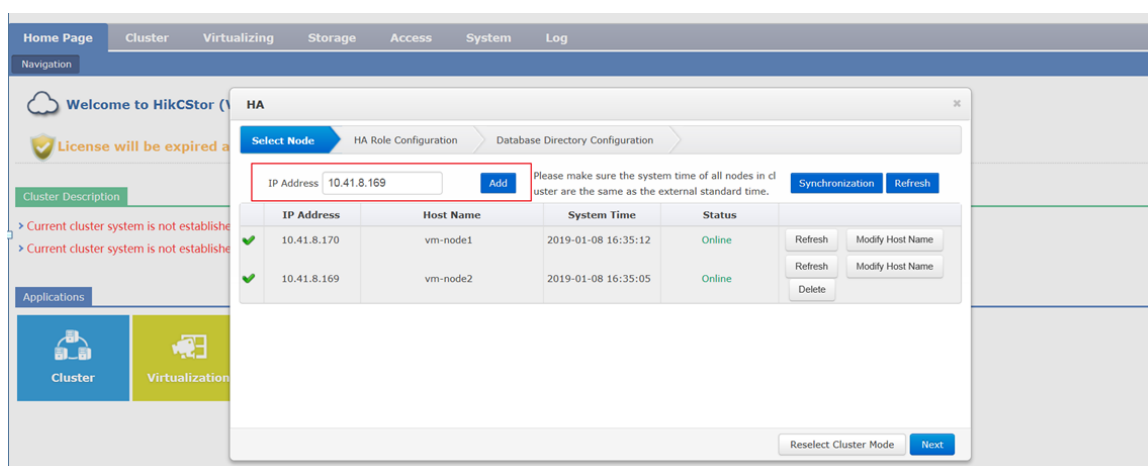 Home Page Cluster Virtualizing Storage Access System Log
Navigation
Welcome to HikCStor (V
License will be expired a
Cluster Description
Current cluster system is not establishe
Current cluster system is not establishe
Applications
Cluster
Virtualization
HA
Select Node HA Role Configuration Database Directory Configuration
IP Address 10.41.8.169 Add
Please make sure the system time of all nodes in cl
uster are the same as the external standard time.
Synchronization Refresh
IP Address Host Name System Time Status
10.41.8.170 vm-node1 2019-01-08 16:35:12 Online Refresh Modify Host Name
10.41.8.169 vm-node2 2019-01-08 16:35:05 Online Refresh Modify Host Name
Delete
Reselect Cluster Mode Next